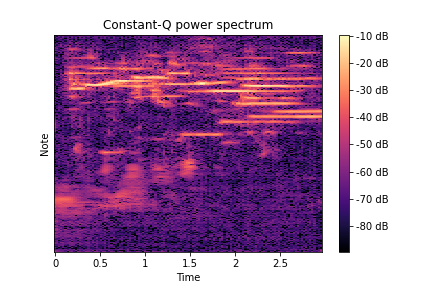 Constant-Q power spectrum
-10 dB
-20 dB
-30 dB
-40 dB
-50 dB
-60 dB
-70 dB
-80 dB
Note
0
0.5
1
1.5
2
2.5
Time